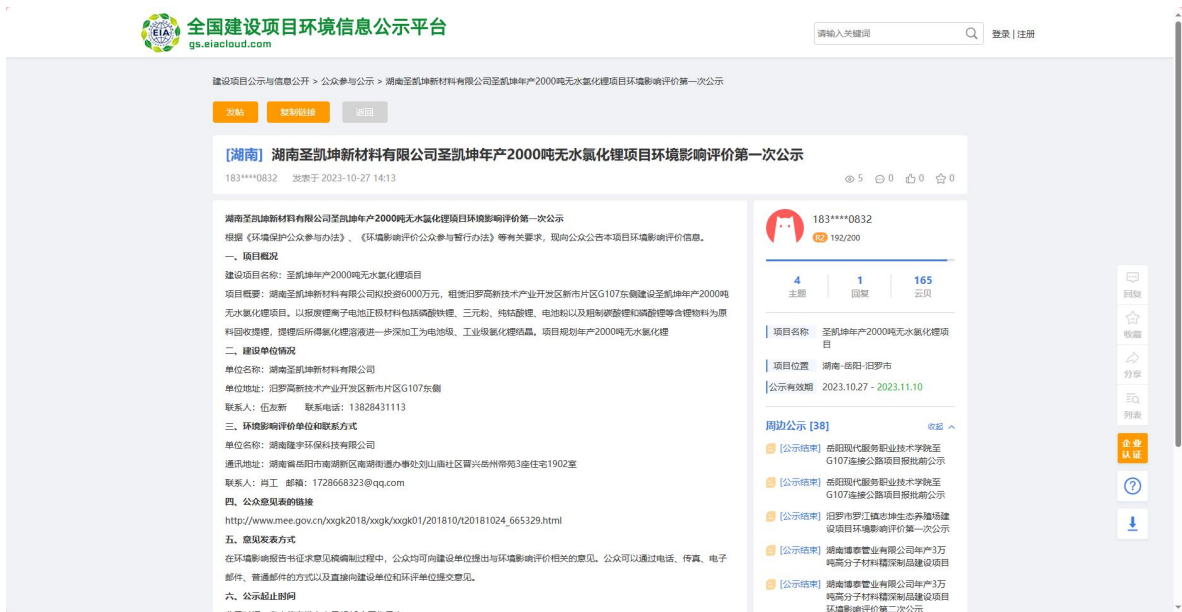 全国建设项目环境信息公示平台
gs.eiacloud.com
请输入关键词
登录 | 注册
建设项目公示与信息公开 > 公众参与公示 > 湖南圣凯坤新材料有限公司圣凯坤年产2000吨无水氯化锂项目环境影响评价第一次公示
发帖
复制链接
返回
[湖南] 湖南圣凯坤新材料有限公司圣凯坤年产2000吨无水氯化锂项目环境影响评价第一次公示
183****0832 发表于 2023-10-27 14:13
5 0 0 0
湖南圣凯坤新材料有限公司圣凯坤年产2000吨无水氯化锂项目环境影响评价第一次公示
根据《环境保护公众参与办法》、《环境影响评价公众参与暂行办法》等有关要求，现向公众公告本项目环境影响评价信息。
一、项目概况
建设项目名称：圣凯坤年产2000吨无水氯化锂项目
项目概要：湖南圣凯坤新材料有限公司拟投资6000万元，租赁汨罗高新技术产业开发区新市片区G107东侧建设圣凯坤年产2000吨
无水氯化锂项目。以报废锂离子电池正极材料包括磷酸铁锂、三元粉、纯钴酸锂、电池粉以及粗制碳酸锂和磷酸锂等含锂物料为原
料回收提锂，提锂后所得氯化锂溶液进一步深加工为电池级、工业级氯化锂结晶。项目规划年产2000吨无水氯化锂
二、建设单位情况
单位名称：湖南圣凯坤新材料有限公司
单位地址：汨罗高新技术产业开发区新市片区G107东侧
联系人：伍友新 联系电话：13828431113
三、环境影响评价单位和联系方式
单位名称：湖南隆宇环保科技有限公司
通讯地址：湖南省岳阳市南湖新区南湖街道办事处刘山庙社区晋兴岳州帝苑3座住宅1902室
联系人：肖工 邮箱：1728668323@qq.com
四、公众意见表的链接
http://www.mee.gov.cn/xxgk2018/xxgk/xxgk01/201810/t20181024_665329.html
五、意见发表方式
在环境影响报告书征求意见稿编制过程中，公众均可向建设单位提出与环境影响评价相关的意见。公众可以通过电话、传真、电子
邮件、普通邮件的方式以及直接向建设单位和环评单位提交意见。
六、公示起止时间
183****0832
R2 192/200
4 1 165
主题 回复 云贝
项目名称 圣凯坤年产2000吨无水氯化锂项
目
项目位置 湖南-岳阳-汨罗市
公示有效期 2023.10.27 - 2023.11.10
周边公示 [38] 收起
[公示结束] 岳阳现代服务职业技术学院至
G107连接公路项目报批前公示
[公示结束] 岳阳现代服务职业技术学院至
G107连接公路项目报批前公示
[公示结束] 汨罗市罗江镇志坤生态养殖场建
设项目环境影响评价第一次公示
[公示结束] 湖南博泰管业有限公司年产3万
吨高分子材料精深制品建设项目
[公示结束] 湖南博泰管业有限公司年产3万
吨高分子材料精深制品建设项目
环境影响评价第二次公示
回复
收藏
分享
列表
企业
认证